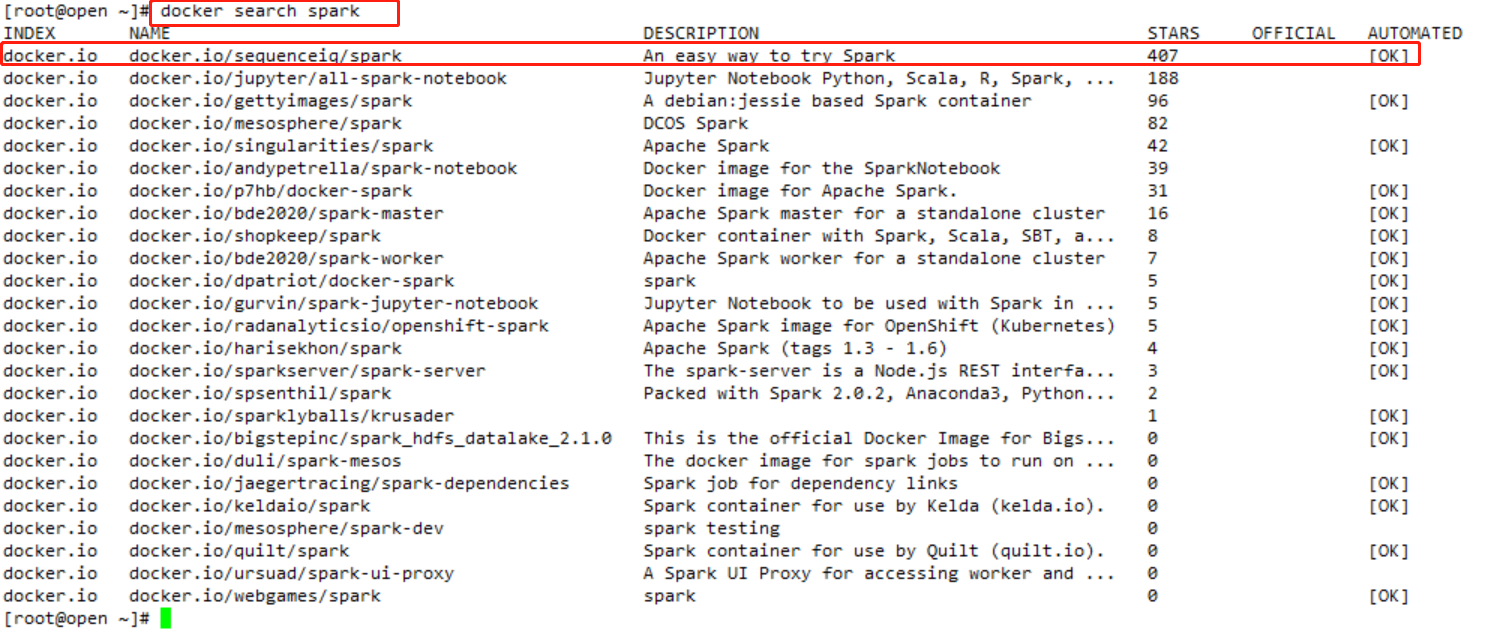 [root@open ~]# docker search spark
INDEX NAME DESCRIPTION STARS OFFICIAL AUTOMATED
docker.io docker.io/sequenceiq/spark An easy way to try Spark 407 [OK]
docker.io docker.io/jupyter/all-spark-notebook Jupyter Notebook Python, Scala, R, Spark, ... 188
docker.io docker.io/gettyimages/spark A debian:jessie based Spark container 96 [OK]
docker.io docker.io/mesosphere/spark DCOS Spark 82
docker.io docker.io/singularities/spark Apache Spark 42 [OK]
docker.io docker.io/andypetrella/spark-notebook Docker image for the SparkNotebook 39
docker.io docker.io/p7hb/docker-spark Docker image for Apache Spark. 31 [OK]
docker.io docker.io/bde2020/spark-master Apache Spark master for a standalone cluster 16 [OK]
docker.io docker.io/shopkeep/spark Docker container with Spark, Scala, SBT, a... 8 [OK]
docker.io docker.io/bde2020/spark-worker Apache Spark worker for a standalone cluster 7 [OK]
docker.io docker.io/dpatriot/docker-spark spark 5 [OK]
docker.io docker.io/gurvin/spark-jupyter-notebook Jupyter Notebook to be used with Spark in ... 5 [OK]
docker.io docker.io/radanalyticsio/openshift-spark Apache Spark image for OpenShift (Kubernetes) 5 [OK]
docker.io docker.io/harisekhon/spark Apache Spark (tags 1.3 - 1.6) 4 [OK]
docker.io docker.io/sparkserver/spark-server The spark-server is a Node.js REST interfa... 3 [OK]
docker.io docker.io/spsenthil/spark Packed with Spark 2.0.2, Anaconda3, Python... 2
docker.io docker.io/sparklyballs/krusader 1 [OK]
docker.io docker.io/bigstepinc/spark_hdfs_datalake_2.1.0 This is the official Docker Image for Bigs... 0 [OK]
docker.io docker.io/duli/spark-mesos The docker image for spark jobs to run on ... 0
docker.io docker.io/jaegertracing/spark-dependencies Spark job for dependency links 0 [OK]
docker.io docker.io/keldaio/spark Spark container for use by Kelda (kelda.io). 0 [OK]
docker.io docker.io/mesosphere/spark-dev spark testing 0
docker.io docker.io/quilt/spark Spark container for use by Quilt (quilt.io). 0 [OK]
docker.io docker.io/ursuad/spark-ui-proxy A Spark UI Proxy for accessing worker and ... 0
docker.io docker.io/webgames/spark spark 0 [OK]
[root@open ~]#